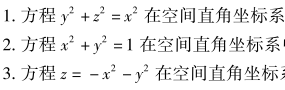 1. 方程 y² + z² = x² 在空间直角坐标系
2. 方程 x² + y² = 1 在空间直角坐标系
3. 方程 z = -x² - y² 在空间直角坐标